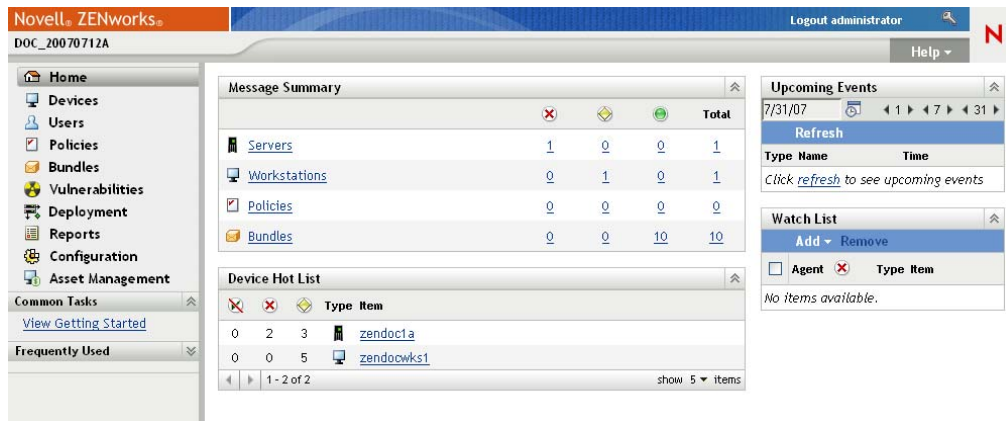 Novell® ZENworks®
Logout administrator
DOC_20070712A
Help
N
Home
Devices
Users
Policies
Bundles
Vulnerabilities
Deployment
Reports
Configuration
Asset Management
Common Tasks
View Getting Started
Frequently Used
Message Summary
Total
Servers 1 0 0 1
Workstations 0 1 0 1
Policies 0 0 0 0
Bundles 0 0 10 10
Device Hot List
Type Item
0 2 3 zendoc1a
0 0 5 zendocwks1
1 - 2 of 2 show 5 items
Upcoming Events
7/31/07 1 7 31
Refresh
Type Name Time
Click refresh to see upcoming events
Watch List
Add Remove
Agent Type Item
No items available.